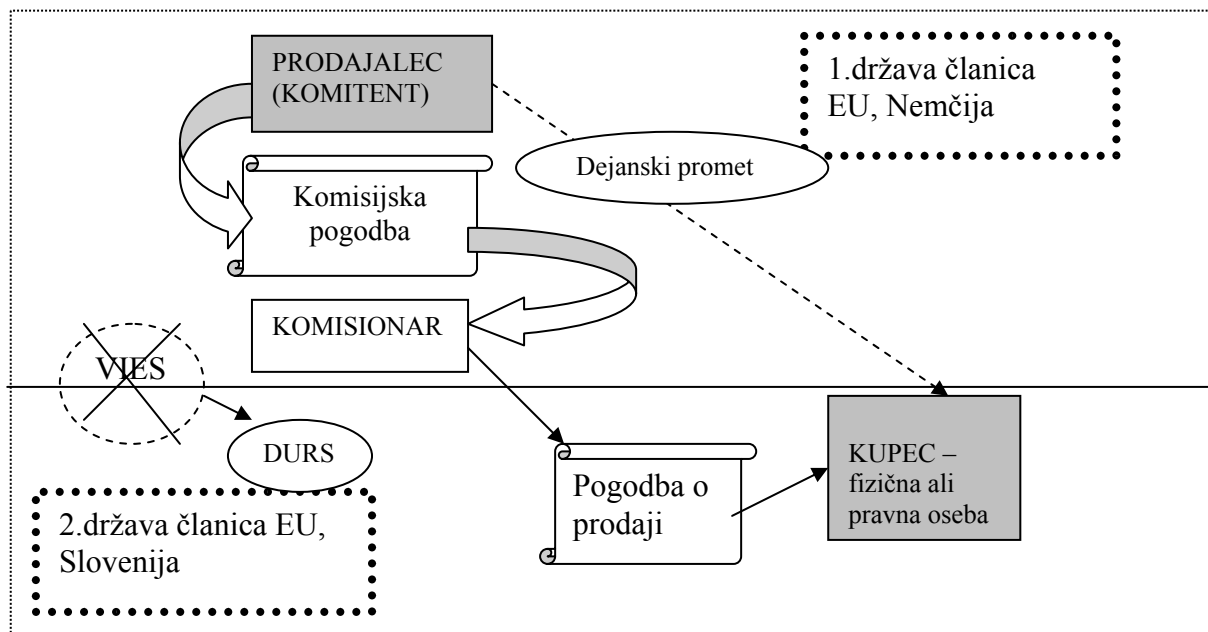 PRODAJALEC
(KOMITENT)
1.država članica
EU, Nemčija
Dejanski promet
Komisijska
pogodba
KOMISIONAR
VIES
DURS
Pogodba o
prodaji
KUPEC –
fizična ali
pravna oseba
2.država članica EU,
Slovenija